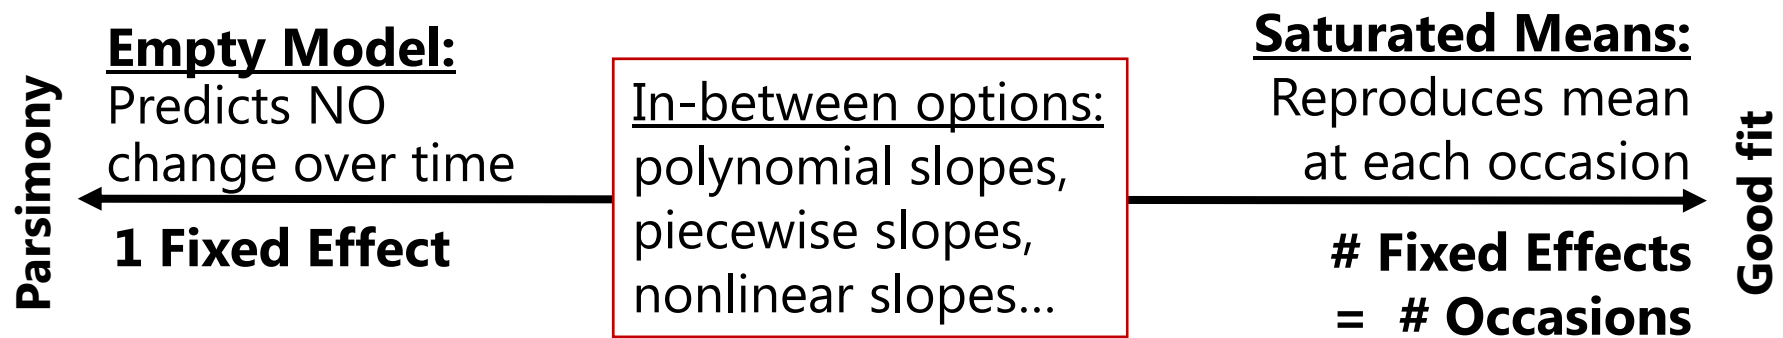 Parsimony
Empty Model:
Predicts NO
change over time
1 Fixed Effect
In-between options:
polynomial slopes,
piecewise slopes,
nonlinear slopes…
Saturated Means:
Reproduces mean
at each occasion
# Fixed Effects
= # Occasions
Good fit